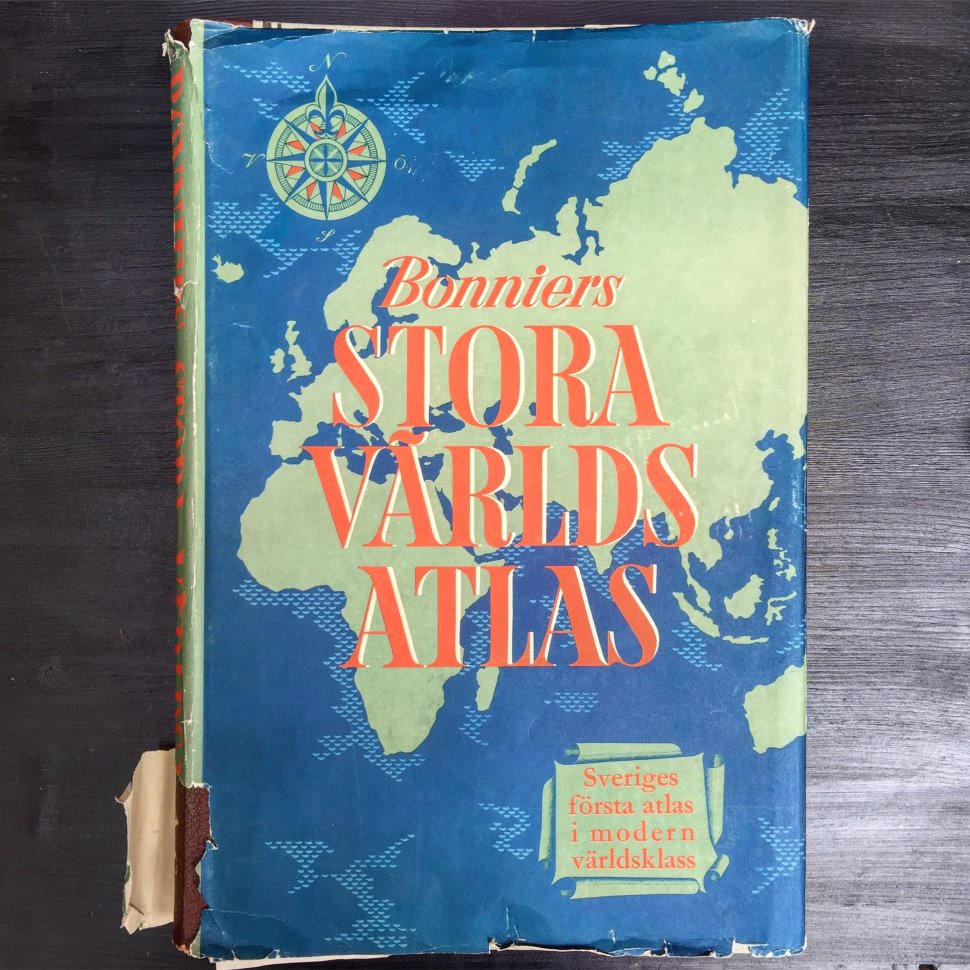 N
V
Ö
S
Bonniers
STORA
VÄRLDS
ATLAS
Sveriges
första atlas
i modern
världsklass